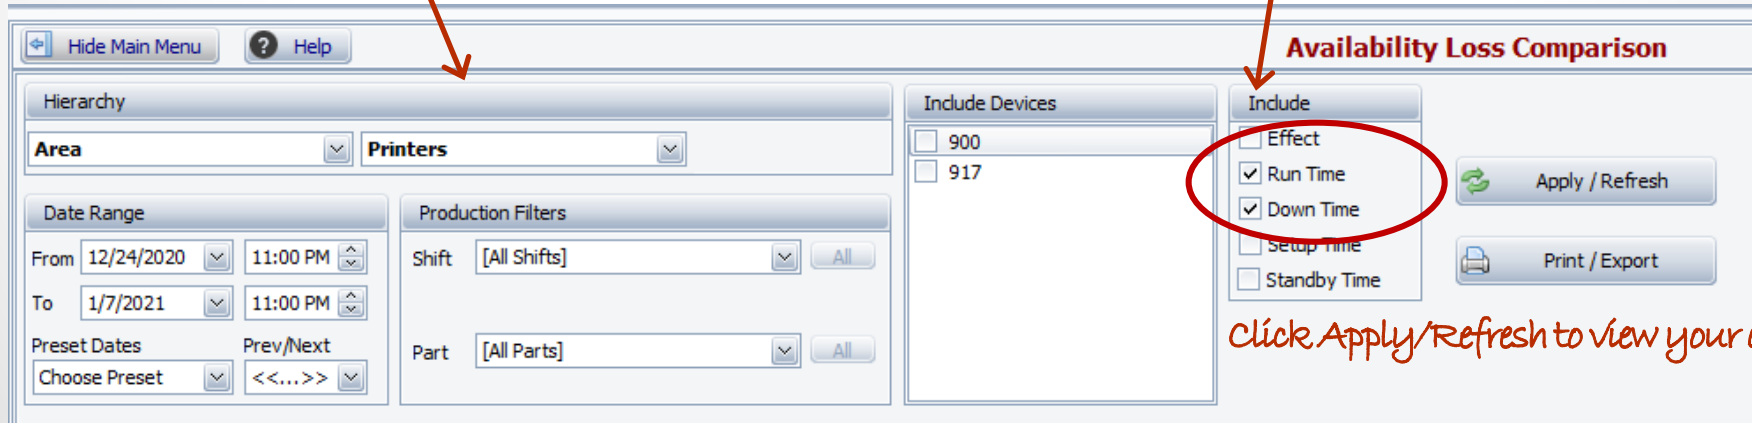 Hide Main Menu
Help
Availability Loss Comparison
Hierarchy
Area
Printers
Include Devices
900
917
Include
Effect
Run Time
Down Time
Setup Time
Standby Time
Apply / Refresh
Print / Export
Date Range
From 12/24/2020 11:00 PM
To 1/7/2021 11:00 PM
Preset Dates Prev/Next
Choose Preset <<...>>
Production Filters
Shift [All Shifts] All
Part [All Parts] All
Click Apply/Refresh to view your